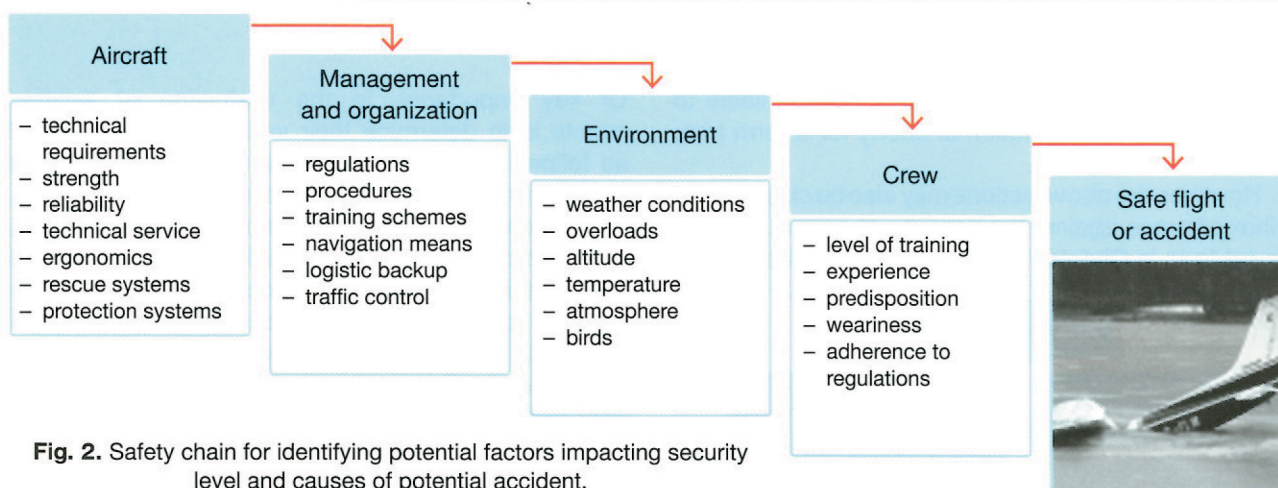 Aircraft
– technical
requirements
– strength
– reliability
– technical service
– ergonomics
– rescue systems
– protection systems
Management
and organization
– regulations
– procedures
– training schemes
– navigation means
– logistic backup
– traffic control
Environment
– weather conditions
– overloads
– altitude
– temperature
– atmosphere
– birds
Crew
– level of training
– experience
– predisposition
– weariness
– adherence to
regulations
Safe flight
or accident
Fig. 2. Safety chain for identifying potential factors impacting security
level and causes of potential accident.